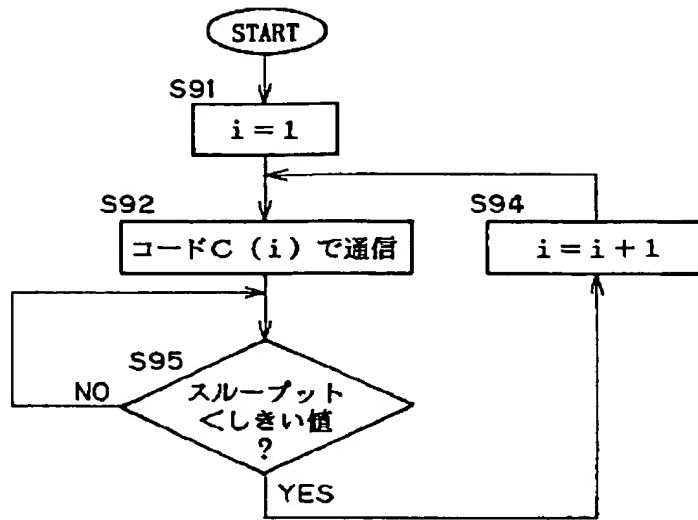 START
S91
i=1
S92
コードC（i）で通信
S94
i=i+1
S95
スループット
<しきい値
?
NO
YES